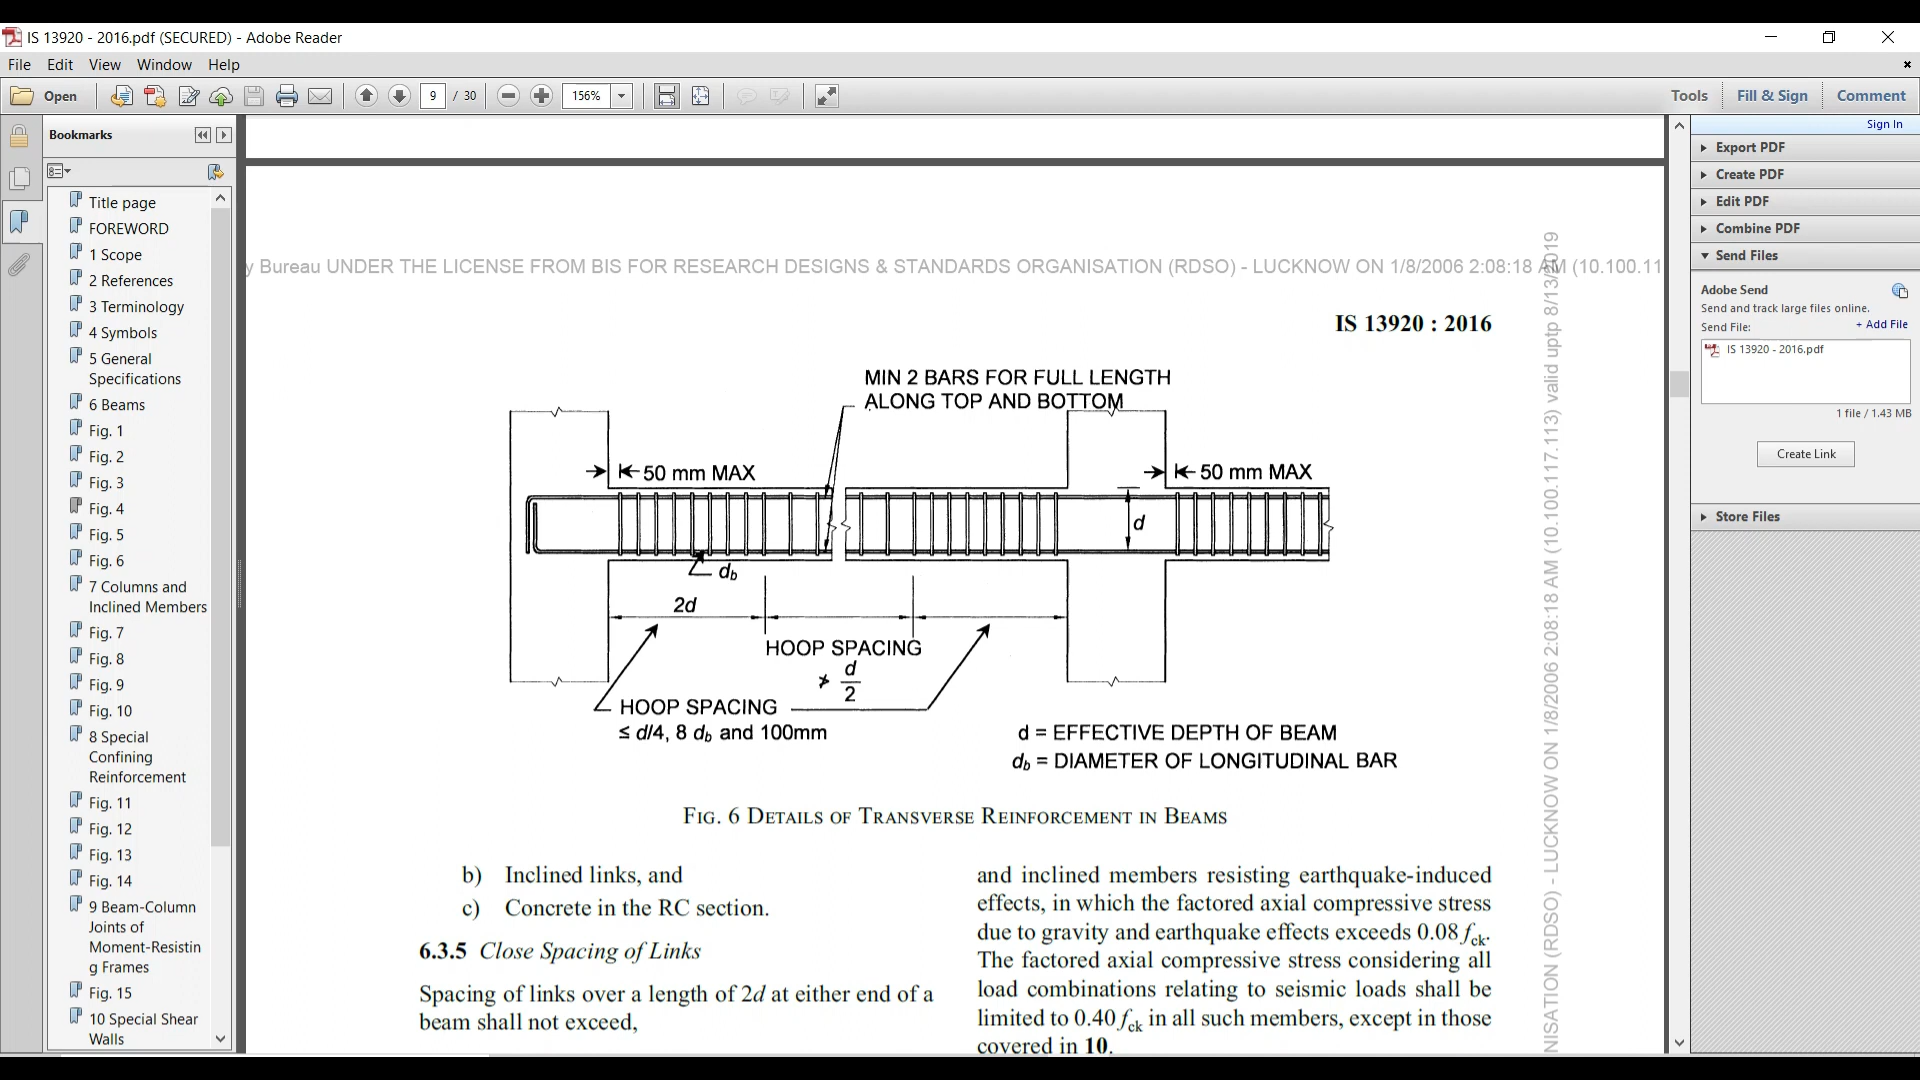 IS 13920 - 2016.pdf (SECURED) - Adobe Reader
File Edit View Window Help
Open 9 / 30 156% Tools Fill & Sign Comment
Bookmarks
Title page
FOREWORD
1 Scope
2 References
3 Terminology
4 Symbols
5 General
Specifications
6 Beams
Fig. 1
Fig. 2
Fig. 3
Fig. 4
Fig. 5
Fig. 6
7 Columns and
Inclined Members
Fig. 7
Fig. 8
Fig. 9
Fig. 10
8 Special
Confining
Reinforcement
Fig. 11
Fig. 12
Fig. 13
Fig. 14
9 Beam-Column
Joints of
Moment-Resistin
g Frames
Fig. 15
10 Special Shear
Walls
y Bureau UNDER THE LICENSE FROM BIS FOR RESEARCH DESIGNS & STANDARDS ORGANISATION (RDSO) - LUCKNOW ON 1/8/2006 2:08:18 AM (10.100.11
IS 13920 : 2016
MIN 2 BARS FOR FULL LENGTH
ALONG TOP AND BOTTOM
50 mm MAX
50 mm MAX
d
db
2d
HOOP SPACING
≯ d/2
HOOP SPACING
≤ d/4, 8 db and 100mm
d = EFFECTIVE DEPTH OF BEAM
db = DIAMETER OF LONGITUDINAL BAR
FIG. 6 DETAILS OF TRANSVERSE REINFORCEMENT IN BEAMS
b) Inclined links, and
c) Concrete in the RC section.
6.3.5 Close Spacing of Links
Spacing of links over a length of 2d at either end of a
beam shall not exceed,
and inclined members resisting earthquake-induced
effects, in which the factored axial compressive stress
due to gravity and earthquake effects exceeds 0.08 fck.
The factored axial compressive stress considering all
load combinations relating to seismic loads shall be
limited to 0.40 fck in all such members, except in those
covered in 10.
NISATION (RDSO) - LUCKNOW ON 1/8/2006 2:08:18 AM (10.100.117.113) valid uptp 8/13/2019
Sign In
Export PDF
Create PDF
Edit PDF
Combine PDF
Send Files
Adobe Send
Send and track large files online.
Send File: + Add File
IS 13920 - 2016.pdf
1 file / 1.43 MB
Create Link
Store Files